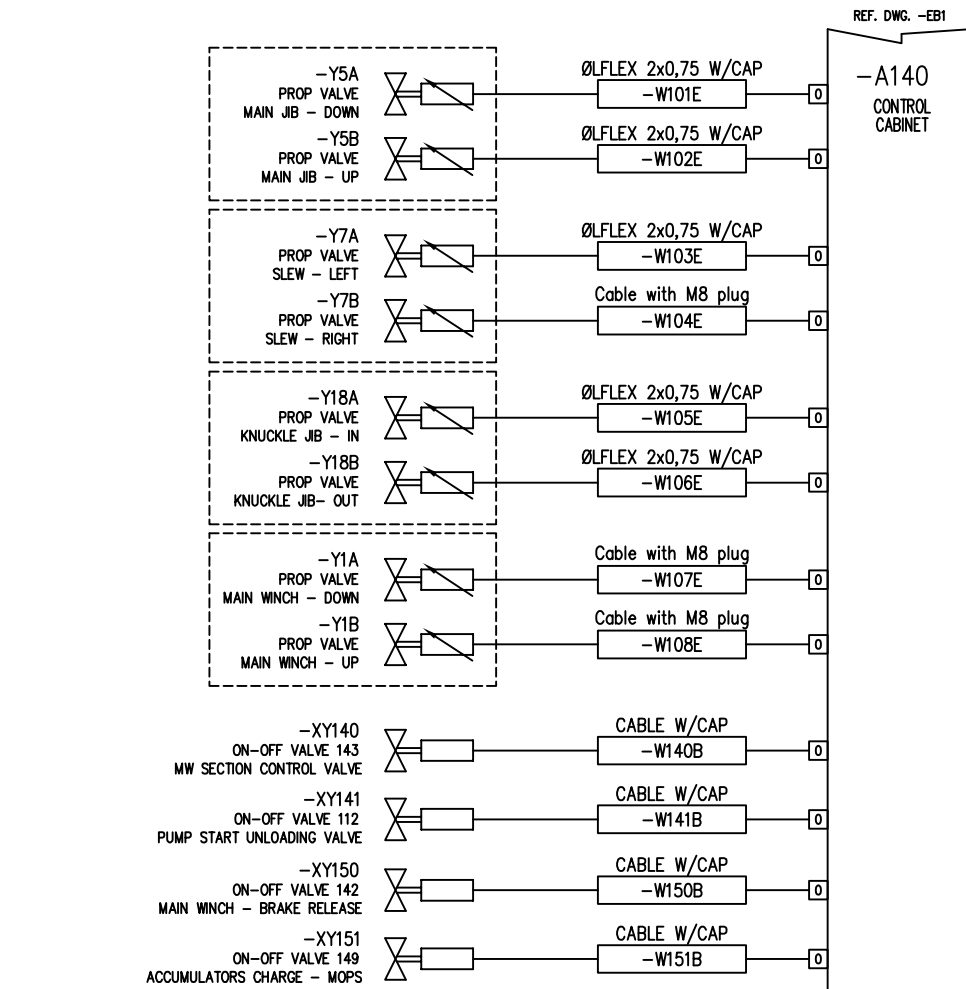 REF. DWG. -EB1
-A140
CONTROL
CABINET
-Y5A
PROP VALVE
MAIN JIB - DOWN
ØLFLEX 2x0,75 W/CAP
-W101E
0
-Y5B
PROP VALVE
MAIN JIB - UP
ØLFLEX 2x0,75 W/CAP
-W102E
0
-Y7A
PROP VALVE
SLEW - LEFT
ØLFLEX 2x0,75 W/CAP
-W103E
0
-Y7B
PROP VALVE
SLEW - RIGHT
Cable with M8 plug
-W104E
0
-Y18A
PROP VALVE
KNUCKLE JIB - IN
ØLFLEX 2x0,75 W/CAP
-W105E
0
-Y18B
PROP VALVE
KNUCKLE JIB- OUT
ØLFLEX 2x0,75 W/CAP
-W106E
0
-Y1A
PROP VALVE
MAIN WINCH - DOWN
Cable with M8 plug
-W107E
0
-Y1B
PROP VALVE
MAIN WINCH - UP
Cable with M8 plug
-W108E
0
-XY140
ON-OFF VALVE 143
MW SECTION CONTROL VALVE
CABLE W/CAP
-W140B
0
-XY141
ON-OFF VALVE 112
PUMP START UNLOADING VALVE
CABLE W/CAP
-W141B
0
-XY150
ON-OFF VALVE 142
MAIN WINCH - BRAKE RELEASE
CABLE W/CAP
-W150B
0
-XY151
ON-OFF VALVE 149
ACCUMULATORS CHARGE - MOPS
CABLE W/CAP
-W151B
0